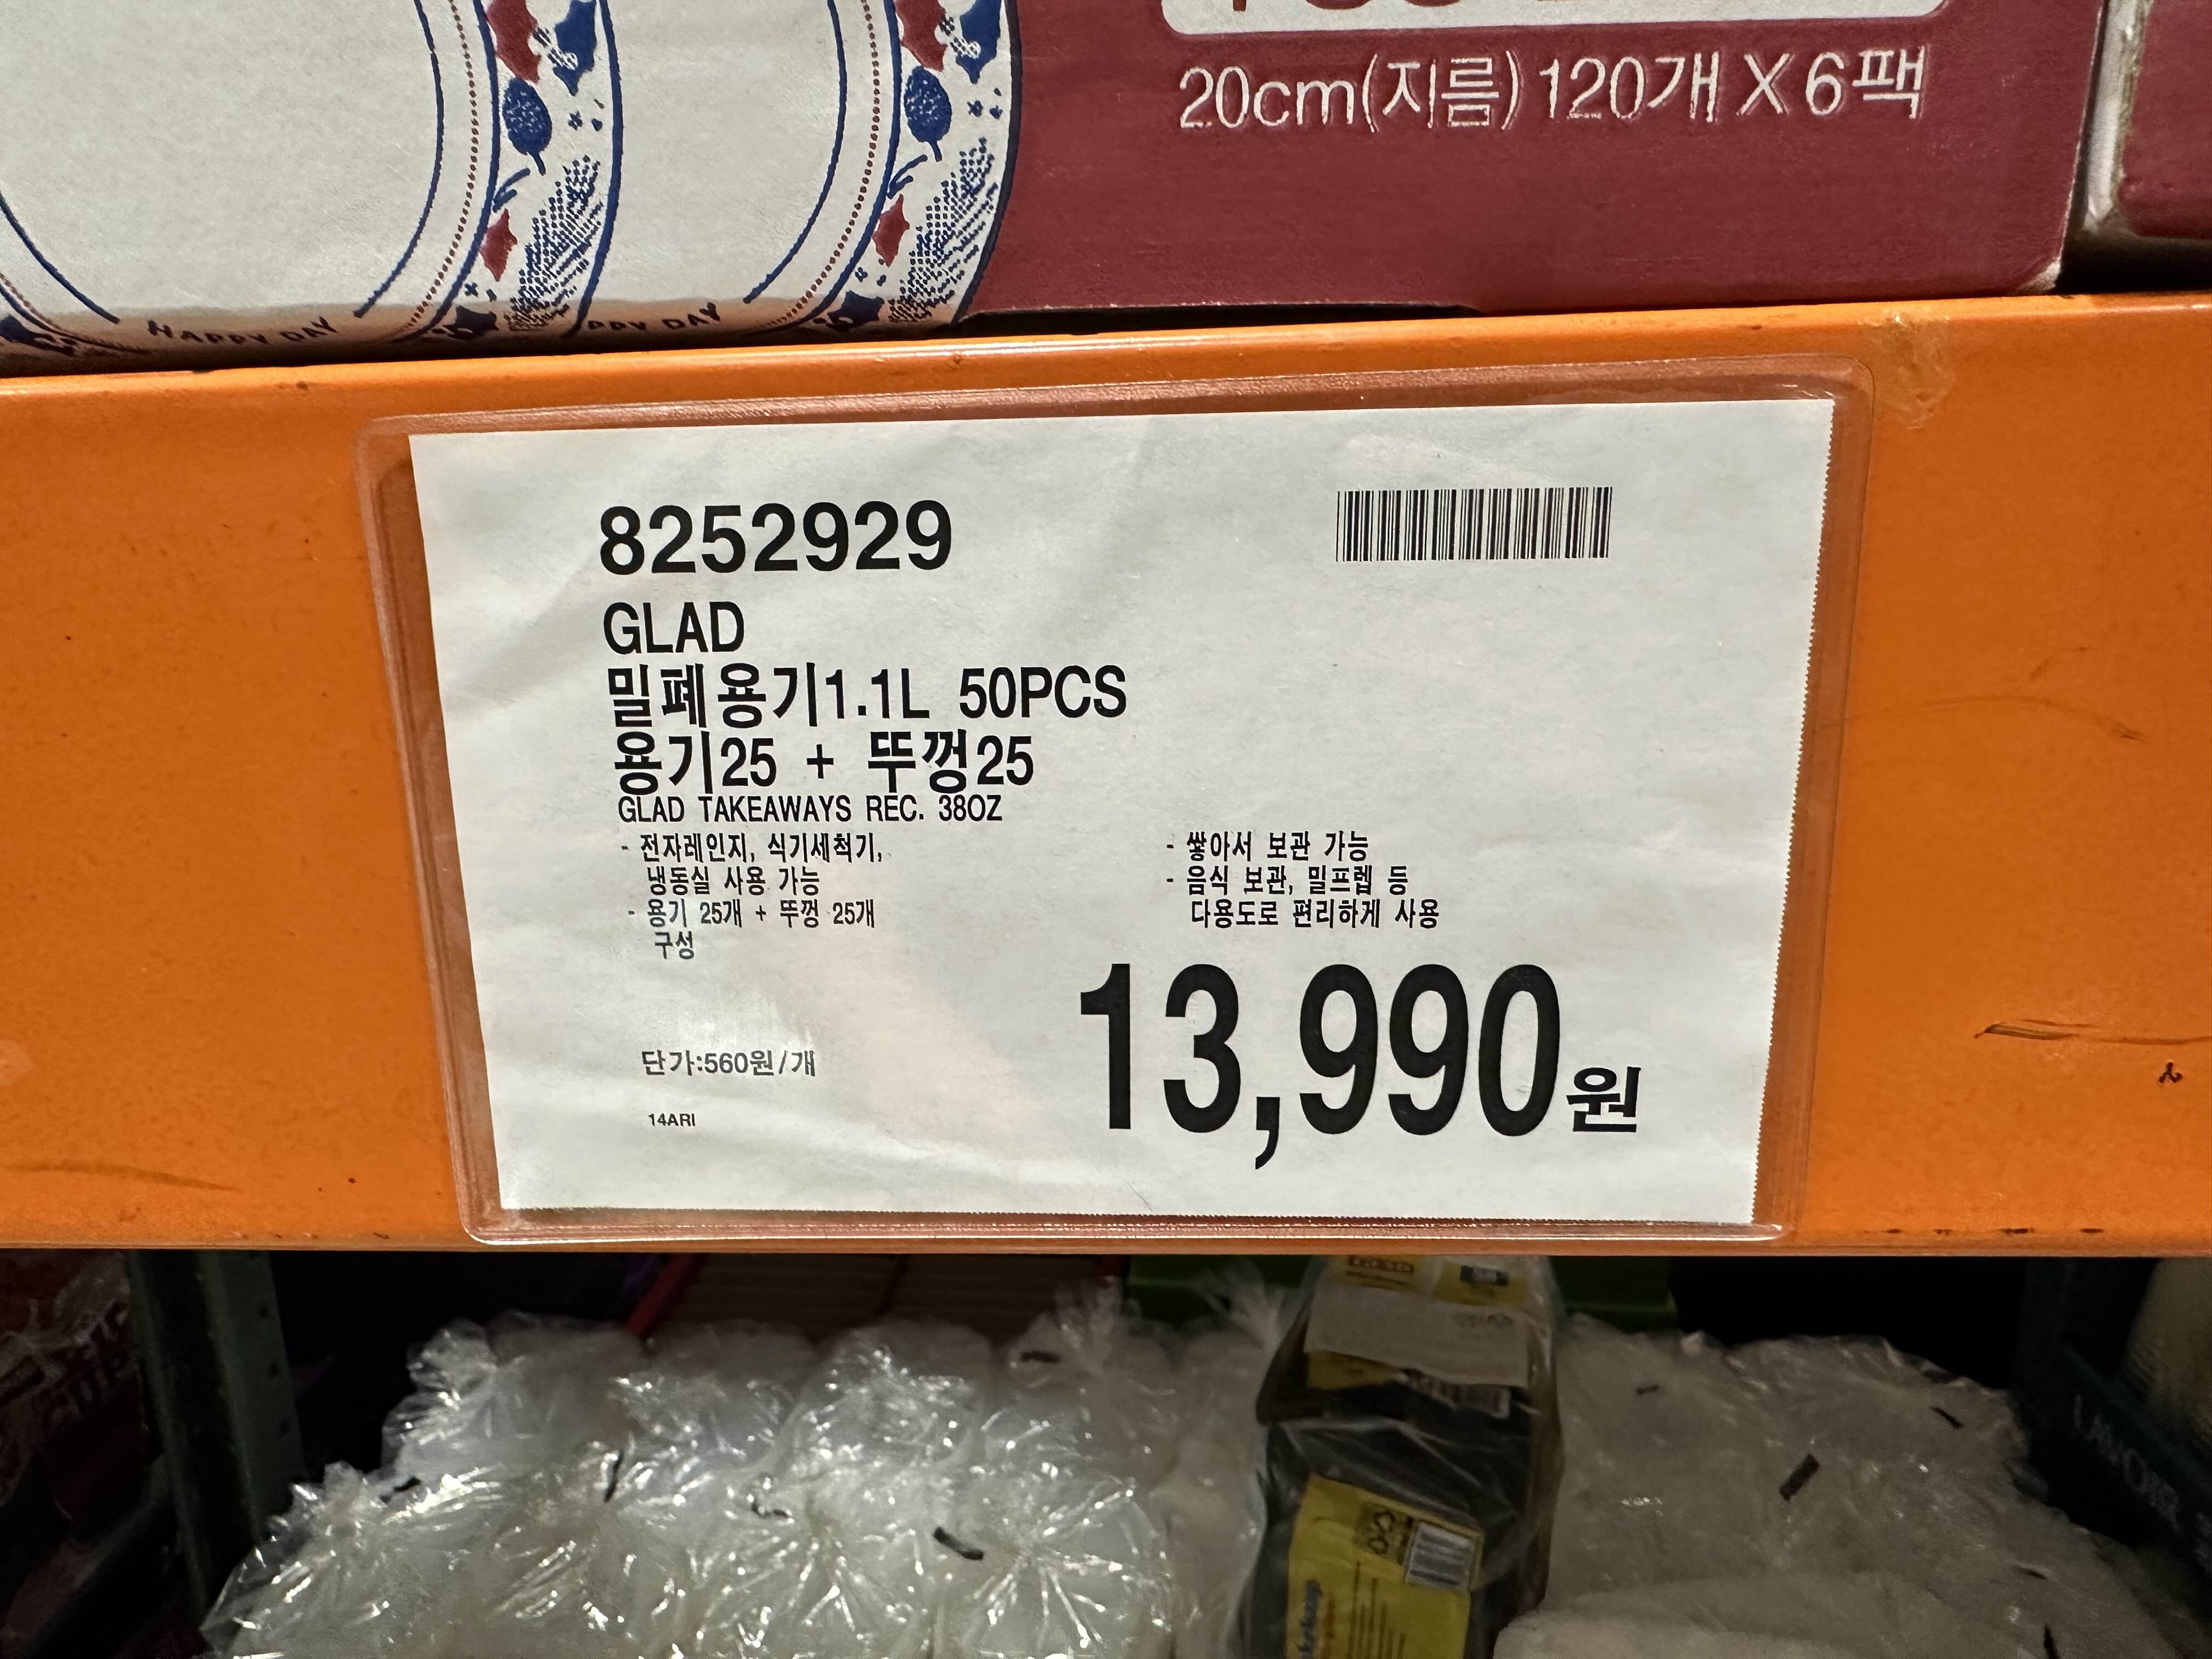 20cm(지름) 120개 X 6팩
HAPPY DAY
PPY DAY
8252929
GLAD
밀폐용기1.1L 50PCS
용기25 + 뚜껑25
GLAD TAKEAWAYS REC. 38OZ
- 전자레인지, 식기세척기,
냉동실 사용 가능
- 용기 25개 + 뚜껑 25개
구성
- 쌓아서 보관 가능
- 음식 보관, 밀프렙 등
다용도로 편리하게 사용
단가:560원/개
13,990원
14ARI